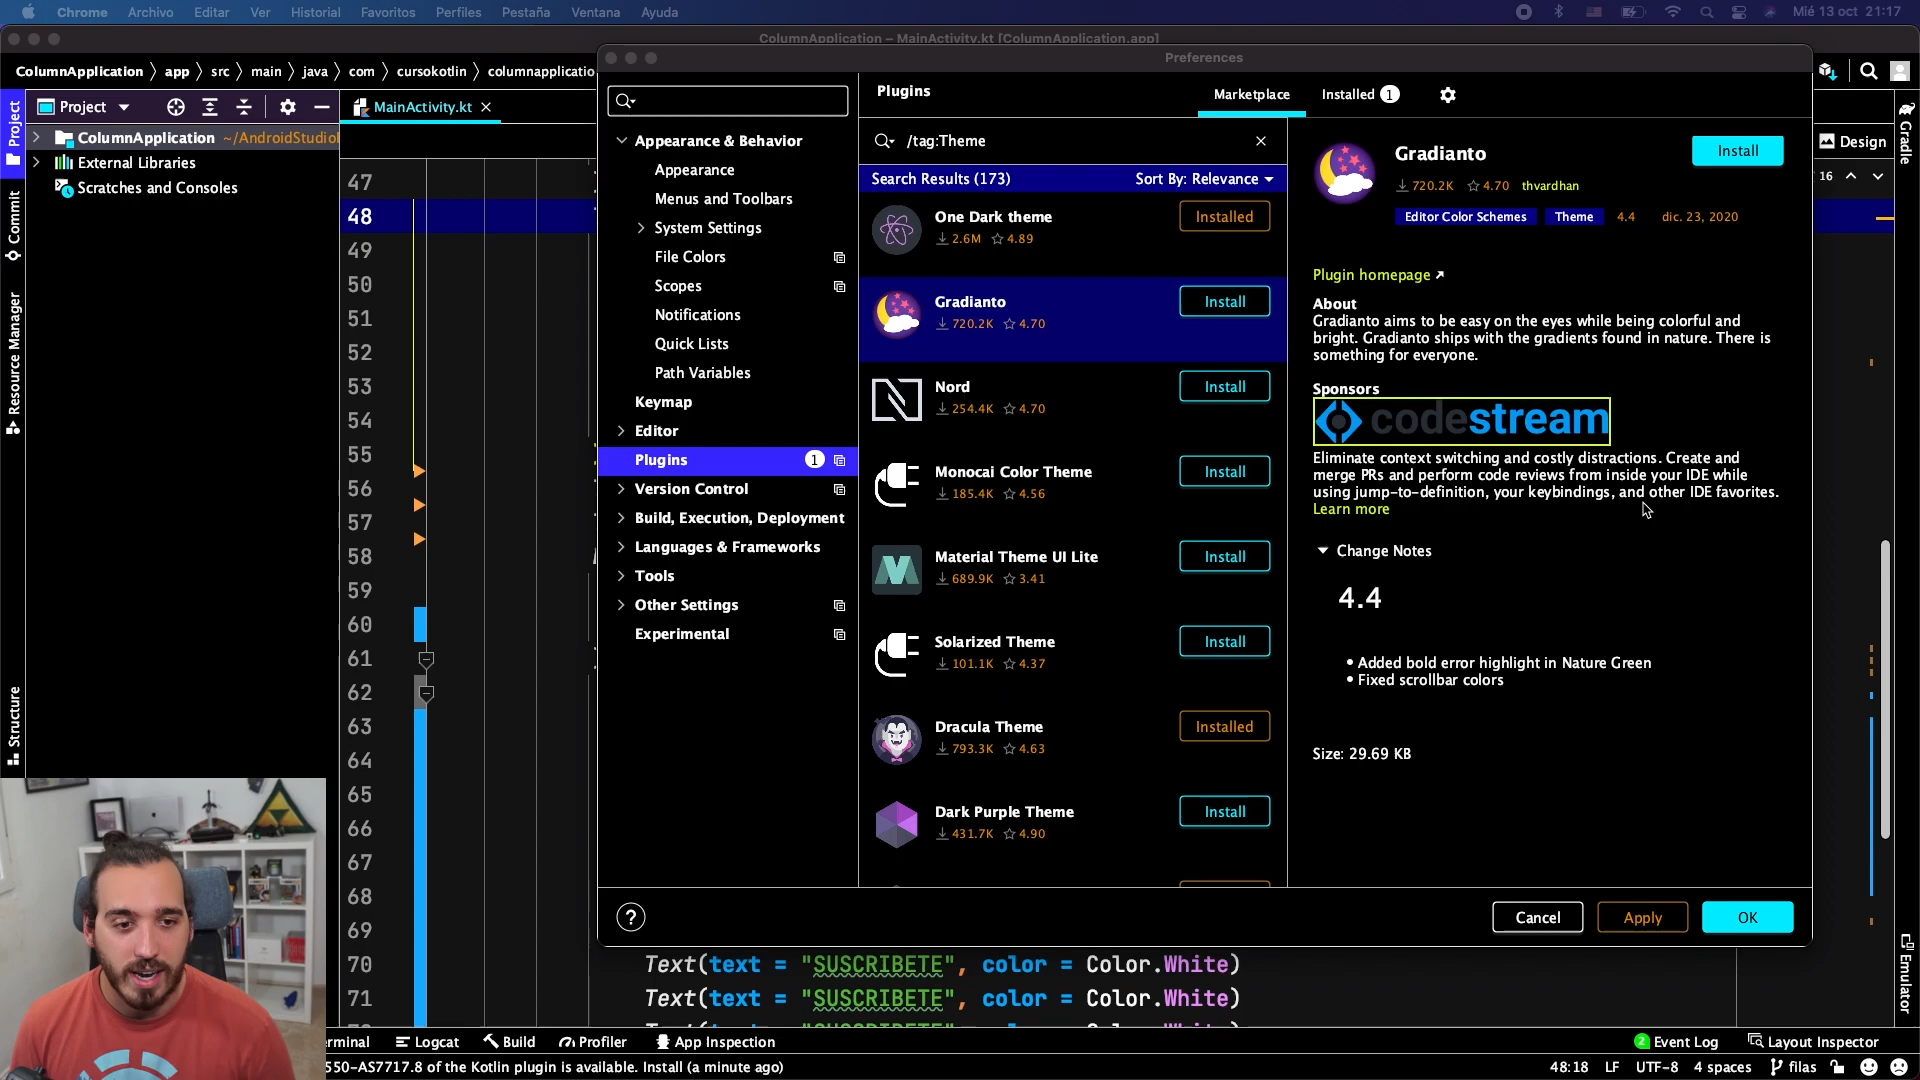 Chrome Archivo Editar Ver Historial Favoritos Perfiles Pestaña Ventana Ayuda Mié 13 oct 21:17
ColumnApplication – MainActivity.kt [ColumnApplication.app]
Preferences
ColumnApplication app src main java com cursokotlin columnapplicatio
Project
MainActivity.kt
ColumnApplication ~/AndroidStudio
External Libraries
Scratches and Consoles
Project
Commit
Resource Manager
Structure
47
48
49
50
51
52
53
54
55
56
57
58
59
60
61
62
63
64
65
66
67
68
69
70
71
Appearance & Behavior
Appearance
Menus and Toolbars
System Settings
File Colors
Scopes
Notifications
Quick Lists
Path Variables
Keymap
Editor
Plugins 1
Version Control
Build, Execution, Deployment
Languages & Frameworks
Tools
Other Settings
Experimental
Plugins
Marketplace
Installed 1
/tag:Theme
Search Results (173) Sort By: Relevance
One Dark theme
2.6M 4.89
Installed
Gradianto
720.2K 4.70
Install
Nord
254.4K 4.70
Install
Monocai Color Theme
185.4K 4.56
Install
Material Theme UI Lite
689.9K 3.41
Install
Solarized Theme
101.1K 4.37
Install
Dracula Theme
793.3K 4.63
Installed
Dark Purple Theme
431.7K 4.90
Install
Gradianto
Install
720.2K 4.70 thvardhan
Editor Color Schemes Theme 4.4 dic. 23, 2020
Plugin homepage
About
Gradianto aims to be easy on the eyes while being colorful and
bright. Gradianto ships with the gradients found in nature. There is
something for everyone.
Sponsors
codestream
Eliminate context switching and costly distractions. Create and
merge PRs and perform code reviews from inside your IDE while
using jump-to-definition, your keybindings, and other IDE favorites.
Learn more
Change Notes
4.4
• Added bold error highlight in Nature Green
• Fixed scrollbar colors
Size: 29.69 KB
? Cancel Apply OK
Gradle
Design
16
Emulator
Text(text = "SUSCRIBETE", color = Color.White)
Text(text = "SUSCRIBETE", color = Color.White)
erminal Logcat Build Profiler App Inspection 2 Event Log Layout Inspector
550-AS7717.8 of the Kotlin plugin is available. Install (a minute ago) 48:18 LF UTF-8 4 spaces filas